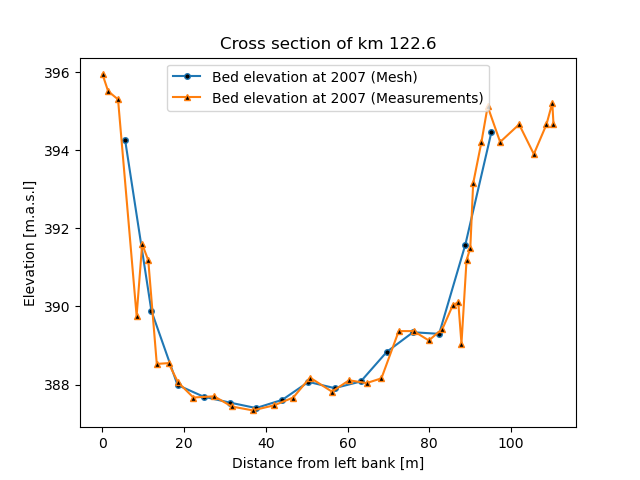 Cross section of km 122.6
Bed elevation at 2007 (Mesh)
Bed elevation at 2007 (Measurements)
Elevation [m.a.s.l]
396
394
392
390
388
0 20 40 60 80 100
Distance from left bank [m]